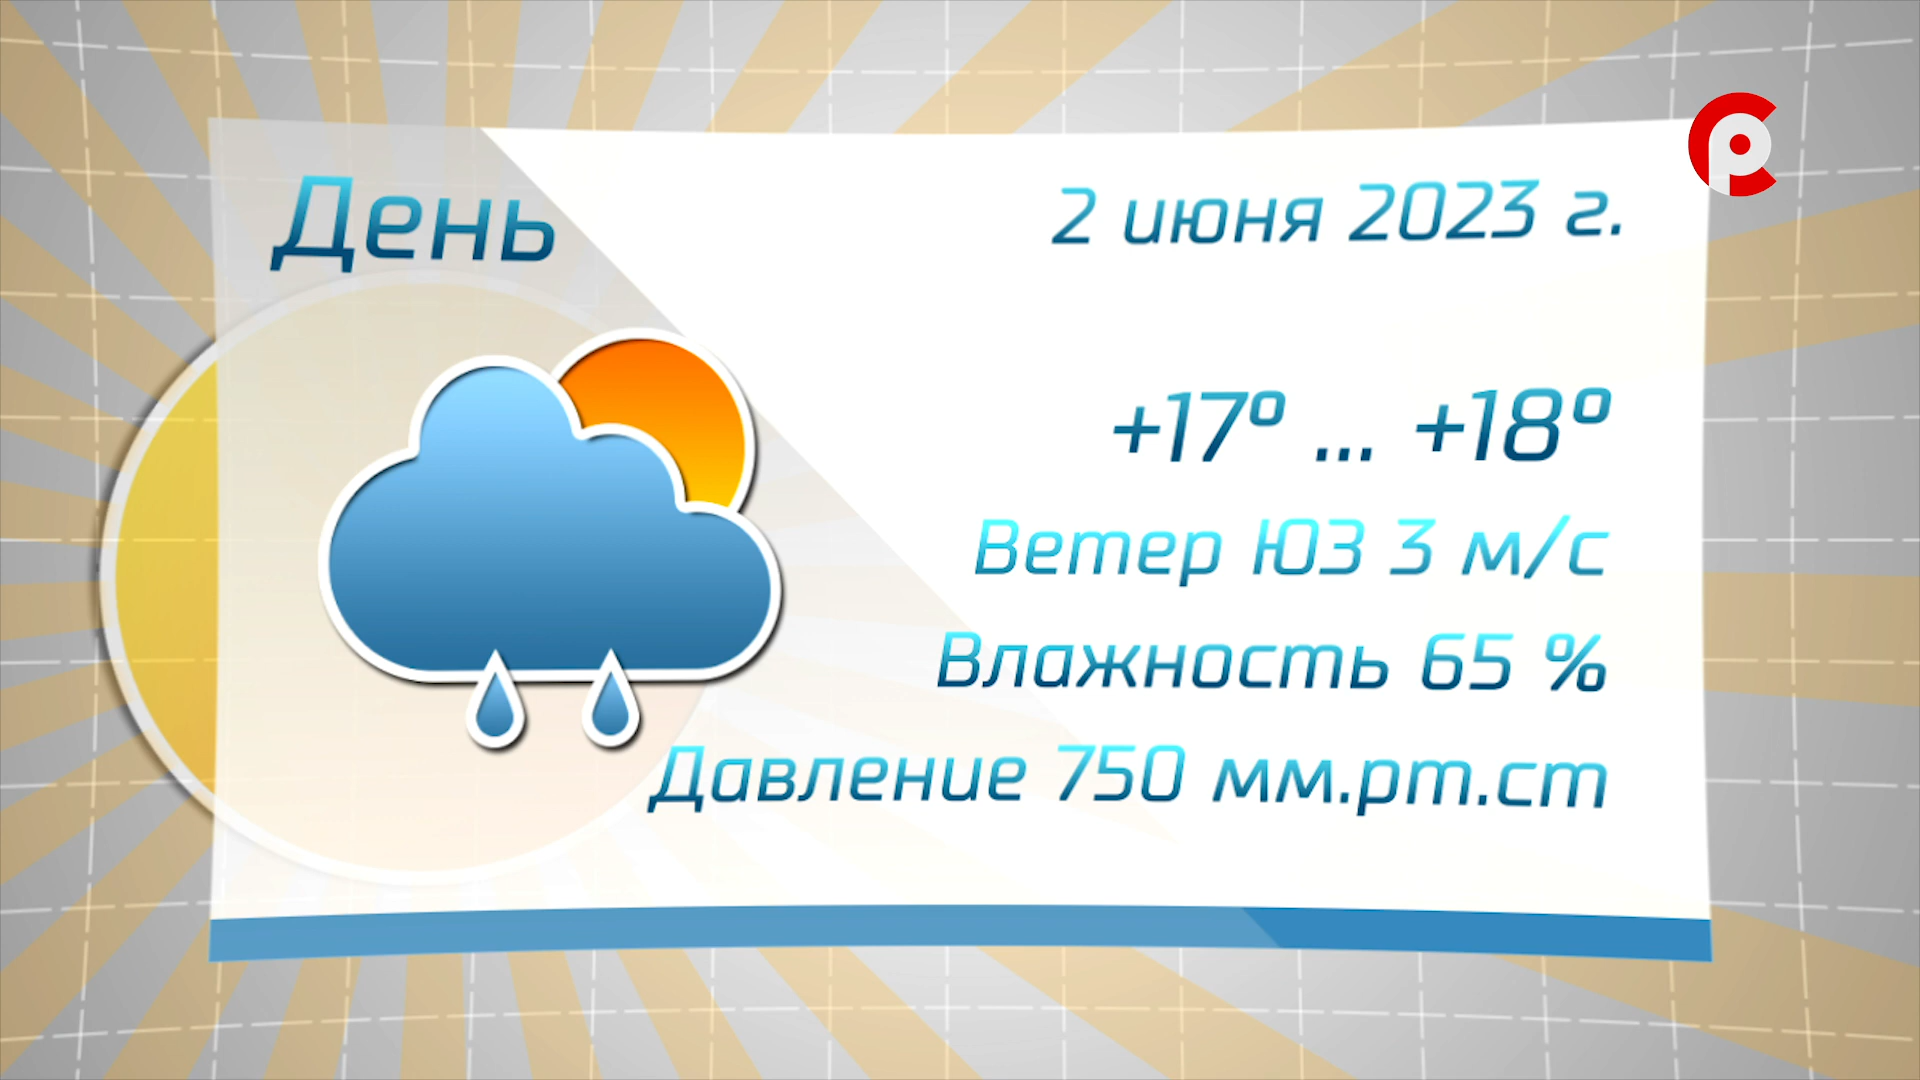 День
2 июня 2023 г.
+17° ... +18°
Ветер ЮЗ 3 м/с
Влажность 65 %
Давление 750 мм.рт.ст